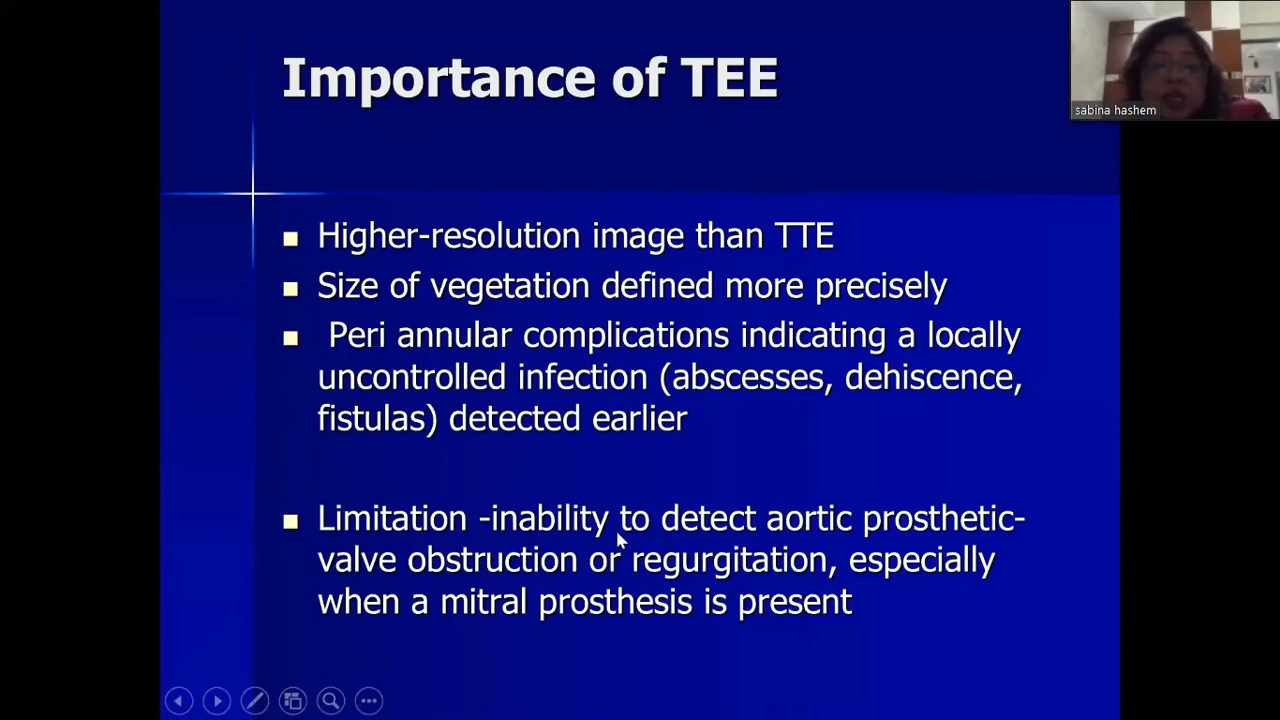 Importance of TEE
sabina hashem
Higher-resolution image than TTE
Size of vegetation defined more precisely
Peri annular complications indicating a locally
uncontrolled infection (abscesses, dehiscence,
fistulas) detected earlier
Limitation -inability to detect aortic prosthetic-
valve obstruction or regurgitation, especially
when a mitral prosthesis is present